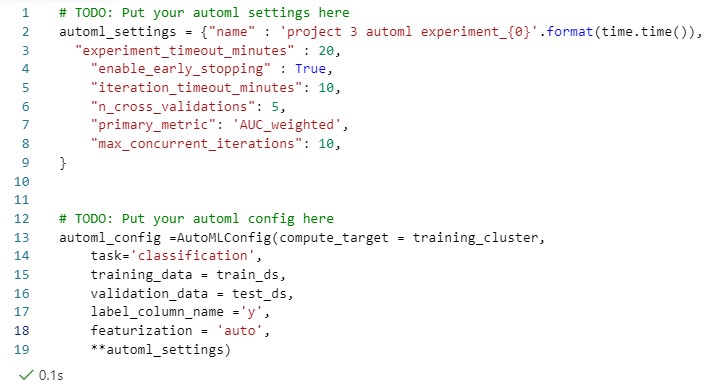 1 # TODO: Put your automl settings here
2 automl_settings = {"name" : 'project 3 automl experiment_{0}'.format(time.time()),
3 "experiment_timeout_minutes" : 20,
4 "enable_early_stopping" : True,
5 "iteration_timeout_minutes": 10,
6 "n_cross_validations": 5,
7 "primary_metric": 'AUC_weighted',
8 "max_concurrent_iterations": 10,
9 }
10
11
12 # TODO: Put your automl config here
13 automl_config =AutoMLConfig(compute_target = training_cluster,
14 task='classification',
15 training_data = train_ds,
16 validation_data = test_ds,
17 label_column_name ='y',
18 featurization = 'auto',
19 **automl_settings)
0.1s